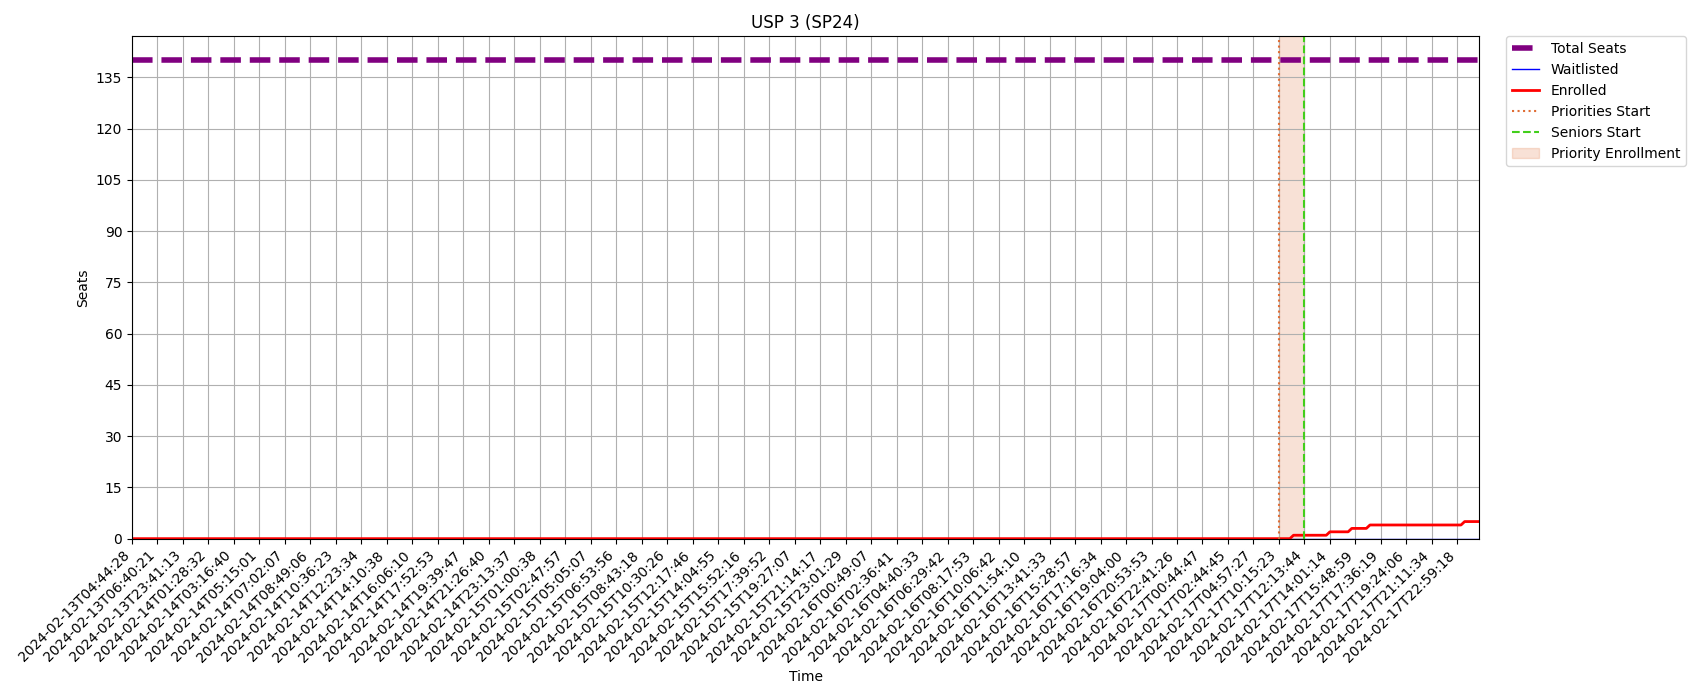 USP 3 (SP24)
Total Seats
Waitlisted
Enrolled
Priorities Start
Seniors Start
Priority Enrollment
Seats
135
120
105
90
75
60
45
30
15
0
2024-02-13T04:44:28
2024-02-13T06:40:21
2024-02-13T23:41:13
2024-02-14T01:28:32
2024-02-14T03:16:40
2024-02-14T05:15:01
2024-02-14T07:02:07
2024-02-14T08:49:06
2024-02-14T10:36:23
2024-02-14T12:23:34
2024-02-14T14:10:38
2024-02-14T16:06:10
2024-02-14T17:52:53
2024-02-14T19:39:47
2024-02-14T21:26:40
2024-02-14T23:13:37
2024-02-15T01:00:38
2024-02-15T02:47:57
2024-02-15T05:05:07
2024-02-15T06:53:56
2024-02-15T08:43:18
2024-02-15T10:30:26
2024-02-15T12:17:46
2024-02-15T14:04:55
2024-02-15T15:52:16
2024-02-15T17:39:52
2024-02-15T19:27:07
2024-02-15T21:14:17
2024-02-15T23:01:29
2024-02-16T00:49:07
2024-02-16T02:36:41
2024-02-16T04:40:33
2024-02-16T06:29:42
2024-02-16T08:17:53
2024-02-16T10:06:42
2024-02-16T11:54:10
2024-02-16T13:41:33
2024-02-16T15:28:57
2024-02-16T17:16:34
2024-02-16T19:04:00
2024-02-16T20:53:53
2024-02-16T22:41:26
2024-02-17T00:44:47
2024-02-17T02:44:45
2024-02-17T04:57:27
2024-02-17T10:15:23
2024-02-17T12:13:44
2024-02-17T14:01:14
2024-02-17T15:48:59
2024-02-17T17:36:19
2024-02-17T19:24:06
2024-02-17T21:11:34
2024-02-17T22:59:18
Time